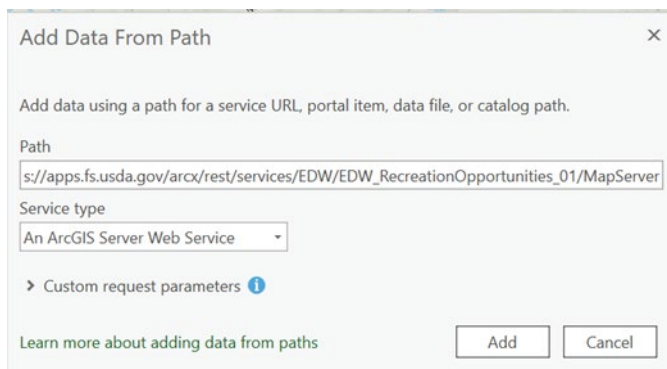 Add Data From Path
Add data using a path for a service URL, portal item, data file, or catalog path.
Path
s://apps.fs.usda.gov/arcx/rest/services/EDW/EDW_RecreationOpportunities_01/MapServer
Service type
An ArcGIS Server Web Service
Custom request parameters
Learn more about adding data from paths Add Cancel